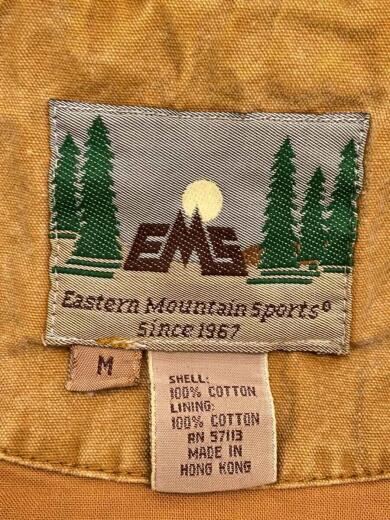 EMS
Eastern Mountain Sports®
Since 1967
M
SHELL:
100% COTTON
LINING:
100% COTTON
RN 57113
MADE IN
HONG KONG